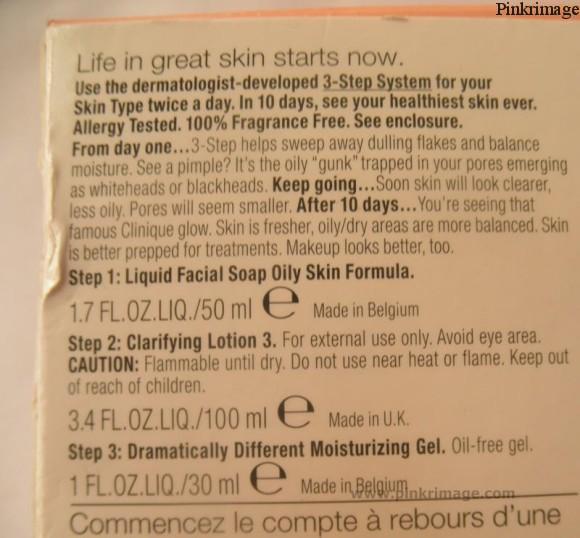 Pinkrimage
Life in great skin starts now.
Use the dermatologist-developed 3-Step System for your
Skin Type twice a day. In 10 days, see your healthiest skin ever.
Allergy Tested. 100% Fragrance Free. See enclosure.
From day one...3-Step helps sweep away dulling flakes and balance
moisture. See a pimple? It's the oily "gunk" trapped in your pores emerging
as whiteheads or blackheads. Keep going...Soon skin will look clearer,
less oily. Pores will seem smaller. After 10 days...You're seeing that
famous Clinique glow. Skin is fresher, oily/dry areas are more balanced. Skin
is better prepped for treatments. Makeup looks better, too.
Step 1: Liquid Facial Soap Oily Skin Formula.
1.7 FL.OZ.LIQ./50 ml ℮ Made in Belgium
Step 2: Clarifying Lotion 3. For external use only. Avoid eye area.
CAUTION: Flammable until dry. Do not use near heat or flame. Keep out
of reach of children.
3.4 FL.OZ.LIQ./100 ml ℮ Made in U.K.
Step 3: Dramatically Different Moisturizing Gel. Oil-free gel.
1 FL.OZ.LIQ./30 ml ℮ Made in Belgium
www.pinkrimage.com
Commencez le compte à rebours d'une